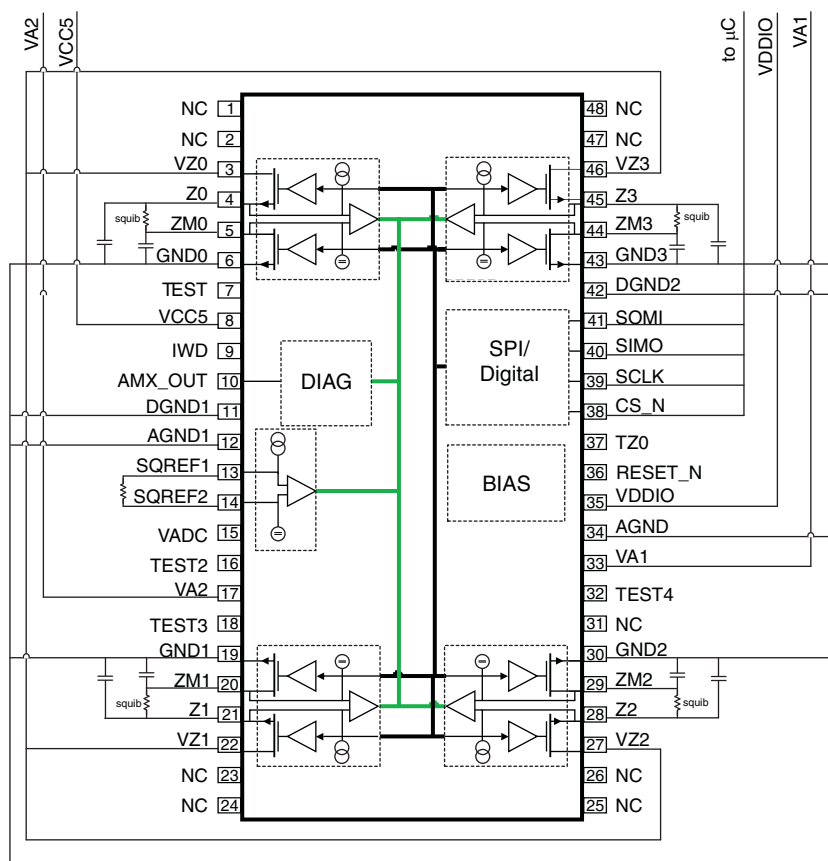 VA2
VCC5
to µC
VDDIO
VA1
NC 1
48 NC
NC 2
47 NC
VZ0 3
46 VZ3
Z0 4
45 Z3
squib
squib
ZM0 5
44 ZM3
GND0 6
43 GND3
TEST 7
42 DGND2
VCC5 8
41 SOMI
IWD 9
40 SIMO
SPI/
Digital
AMX_OUT 10
39 SCLK
DIAG
DGND1 11
38 CS_N
AGND1 12
37 TZ0
SQREF1 13
36 RESET_N
BIAS
SQREF2 14
35 VDDIO
VADC 15
34 AGND
TEST2 16
33 VA1
VA2 17
32 TEST4
TEST3 18
31 NC
GND1 19
30 GND2
ZM1 20
29 ZM2
squib
squib
Z1 21
28 Z2
VZ1 22
27 VZ2
NC 23
26 NC
NC 24
25 NC